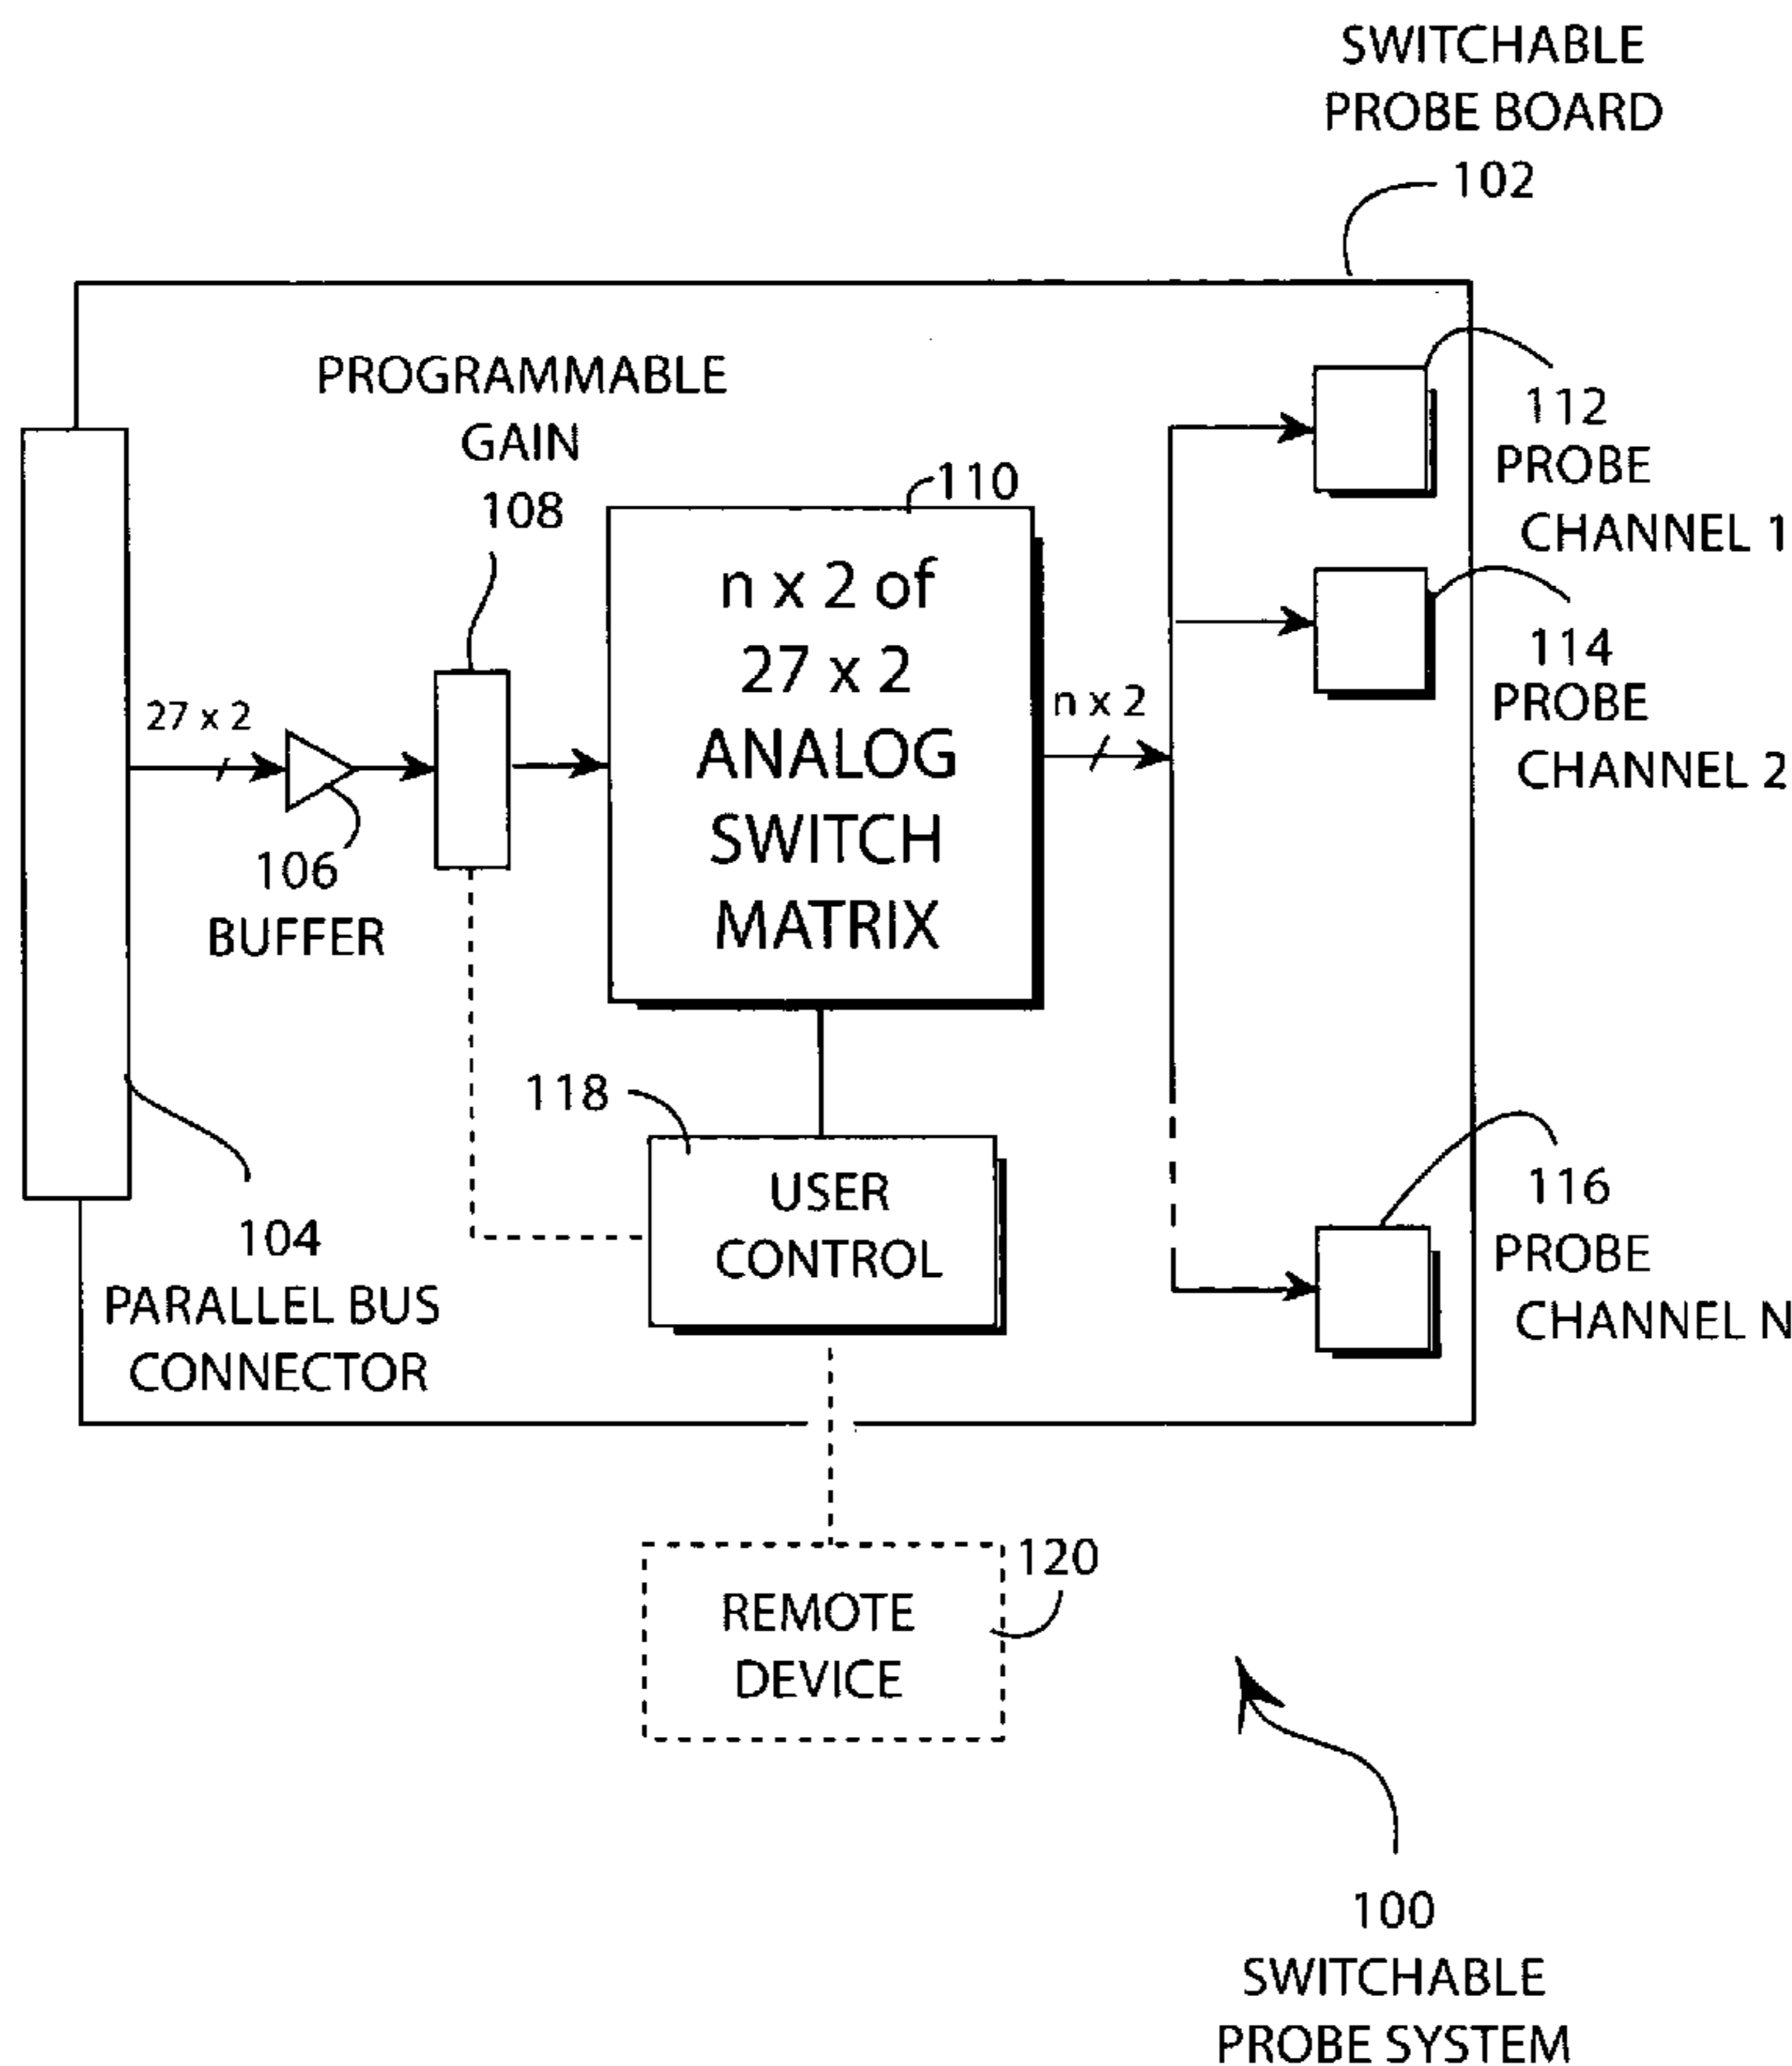 SWITCHABLE
PROBE BOARD
102
PROGRAMMABLE
GAIN
108
110
n x 2 of
27 x 2
ANALOG
SWITCH
MATRIX
112
PROBE
CHANNEL 1
114
PROBE
CHANNEL 2
27 x 2
n x 2
106
BUFFER
118
USER
CONTROL
104
PARALLEL BUS
CONNECTOR
116
PROBE
CHANNEL N
120
REMOTE
DEVICE
100
SWITCHABLE
PROBE SYSTEM